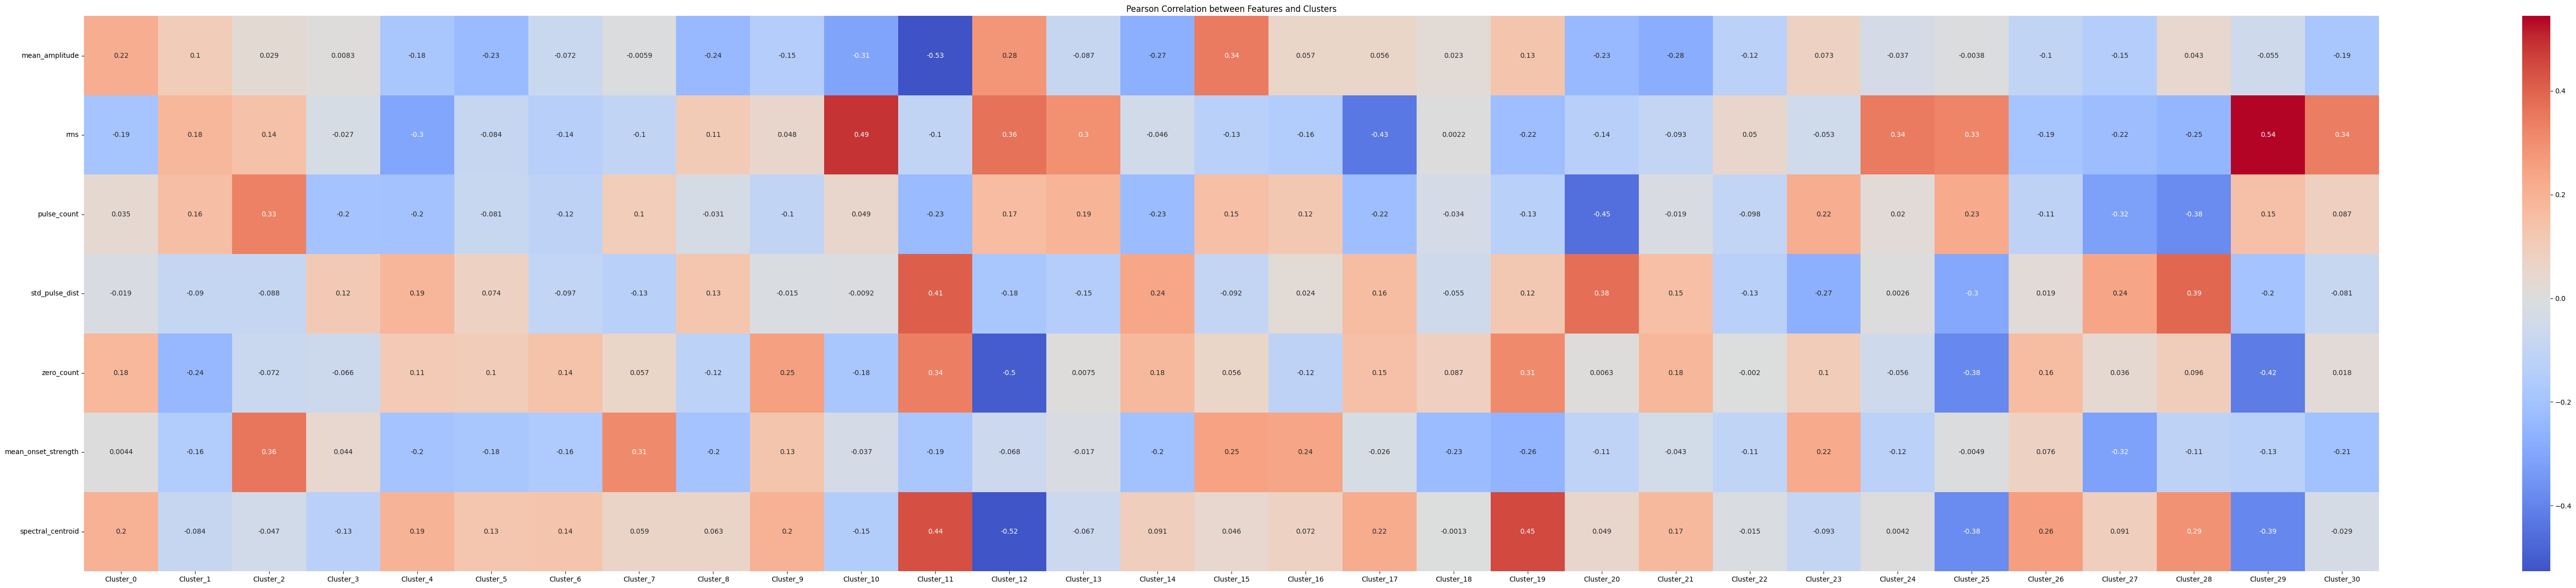 Pearson Correlation between Features and Clusters
mean_amplitude 0.22 0.1 0.029 0.0083 -0.18 -0.23 -0.072 -0.0059 -0.24 -0.15 -0.31 -0.53 0.28 -0.087 -0.27 0.34 0.057 0.056 0.023 0.13 -0.23 -0.28 -0.12 0.073 -0.037 -0.0038 -0.1 -0.15 0.043 -0.055 -0.19
0.4
rms -0.19 0.18 0.14 -0.027 -0.3 -0.084 -0.14 -0.1 0.11 0.048 0.49 -0.1 0.36 0.3 -0.046 -0.13 -0.16 -0.43 0.0022 -0.22 -0.14 -0.093 0.05 -0.053 0.34 0.33 -0.19 -0.22 -0.25 0.54 0.34
0.2
pulse_count 0.035 0.16 0.33 -0.2 -0.2 -0.081 -0.12 0.1 -0.031 -0.1 0.049 -0.23 0.17 0.19 -0.23 0.15 0.12 -0.22 -0.034 -0.13 -0.45 -0.019 -0.098 0.22 0.02 0.23 -0.11 -0.32 -0.38 0.15 0.087
std_pulse_dist -0.019 -0.09 -0.088 0.12 0.19 0.074 -0.097 -0.13 0.13 -0.015 -0.0092 0.41 -0.18 -0.15 0.24 -0.092 0.024 0.16 -0.055 0.12 0.38 0.15 -0.13 -0.27 0.0026 -0.3 0.019 0.24 0.39 -0.2 -0.081
0.0
zero_count 0.18 -0.24 -0.072 -0.066 0.11 0.1 0.14 0.057 -0.12 0.25 -0.18 0.34 -0.5 0.0075 0.18 0.056 -0.12 0.15 0.087 0.31 0.0063 0.18 -0.002 0.1 -0.056 -0.38 0.16 0.036 0.096 -0.42 0.018
−0.2
mean_onset_strength 0.0044 -0.16 0.36 0.044 -0.2 -0.18 -0.16 0.31 -0.2 0.13 -0.037 -0.19 -0.068 -0.017 -0.2 0.25 0.24 -0.026 -0.23 -0.26 -0.11 -0.043 -0.11 0.22 -0.12 -0.0049 0.076 -0.32 -0.11 -0.13 -0.21
−0.4
spectral_centroid 0.2 -0.084 -0.047 -0.13 0.19 0.13 0.14 0.059 0.063 0.2 -0.15 0.44 -0.52 -0.067 0.091 0.046 0.072 0.22 -0.0013 0.45 0.049 0.17 -0.015 -0.093 0.0042 -0.38 0.26 0.091 0.29 -0.39 -0.029
Cluster_0 Cluster_1 Cluster_2 Cluster_3 Cluster_4 Cluster_5 Cluster_6 Cluster_7 Cluster_8 Cluster_9 Cluster_10 Cluster_11 Cluster_12 Cluster_13 Cluster_14 Cluster_15 Cluster_16 Cluster_17 Cluster_18 Cluster_19 Cluster_20 Cluster_21 Cluster_22 Cluster_23 Cluster_24 Cluster_25 Cluster_26 Cluster_27 Cluster_28 Cluster_29 Cluster_30